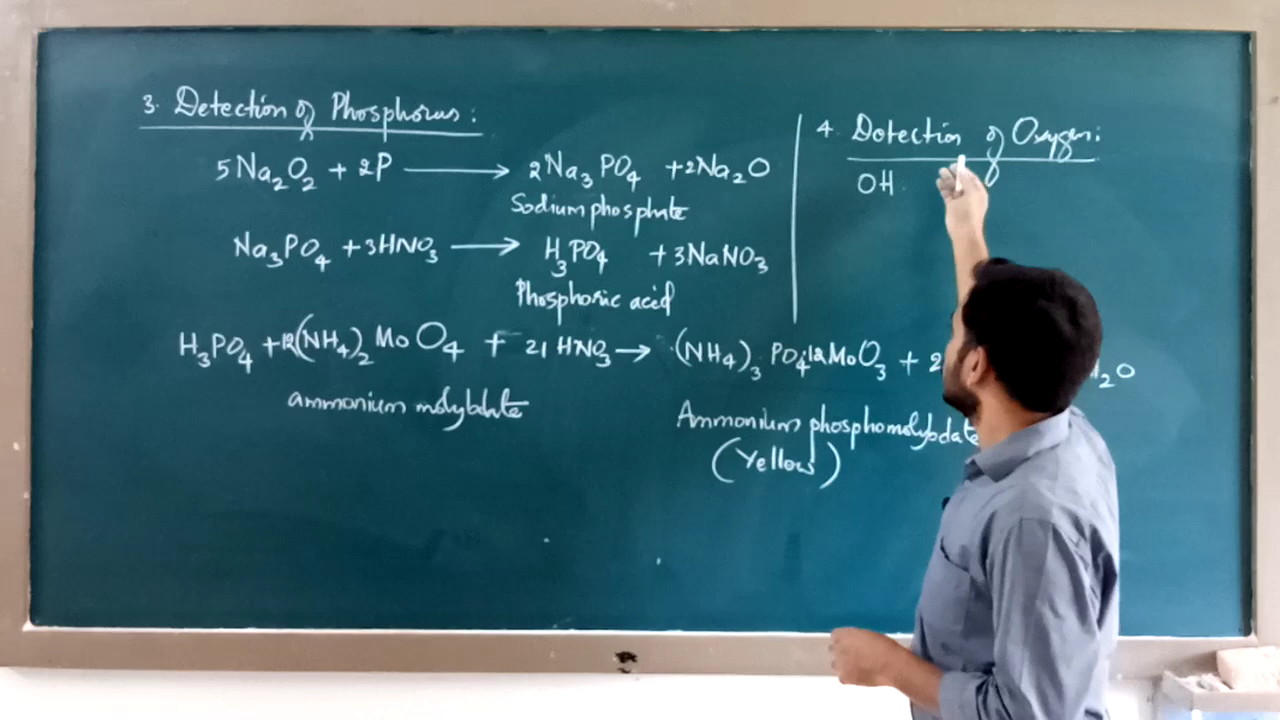 3. Detection of Phosphorus:
5Na₂O₂ + 2P ⟶ 2Na₃PO₄ + 2Na₂O
Sodium phosphate
Na₃PO₄ + 3HNO₃ ⟶ H₃PO₄ + 3NaNO₃
Phosphoric acid
H₃PO₄ + 12(NH₄)₂MoO₄ + 21HNO₃ ⟶ (NH₄)₃PO₄·12MoO₃ + 2 H₂O
ammonium molybdate
Ammonium phosphomolybdate
(Yellow)
4. Detection of Oxygen:
OH.